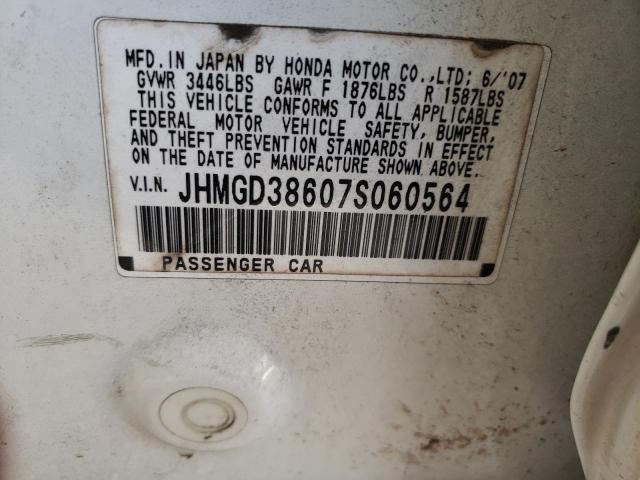 MFD. IN JAPAN BY HONDA MOTOR CO., LTD; 6/'07
GVWR 3446LBS GAWR F 1876LBS R 1587LBS
THIS VEHICLE CONFORMS TO ALL APPLICABLE
FEDERAL MOTOR VEHICLE SAFETY, BUMPER,
AND THEFT PREVENTION STANDARDS IN EFFECT
ON THE DATE OF MANUFACTURE SHOWN ABOVE.
V.I.N. JHMGD38607S060564
PASSENGER CAR